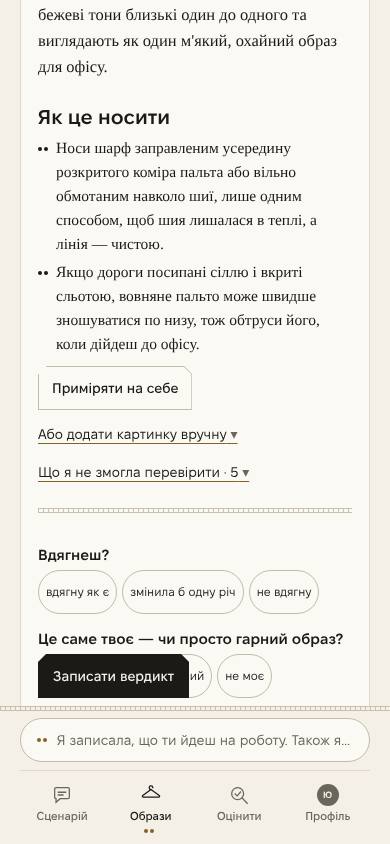 бежеві тони близькі один до одного та
виглядають як один м'який, охайний образ
для офісу.
Як це носити
•• Носи шарф заправленим усередину
розкритого коміра пальта або вільно
обмотаним навколо шиї, лише одним
способом, щоб шия лишалася в теплі, а
лінія — чистою.
•• Якщо дороги посипані сіллю і вкриті
сльотою, вовняне пальто може швидше
зношуватися по низу, тож обтруси його,
коли дійдеш до офісу.
Приміряти на себе
Або додати картинку вручну ▾
Що я не змогла перевірити · 5 ▾
Вдягнеш?
вдягну як є
змінила б одну річ
не вдягну
Це саме твоє — чи просто гарний образ?
Записати вердикт
ий
не моє
Я записала, що ти йдеш на роботу. Також я...
Сценарій
Образи
Оцінити
Ю
Профіль